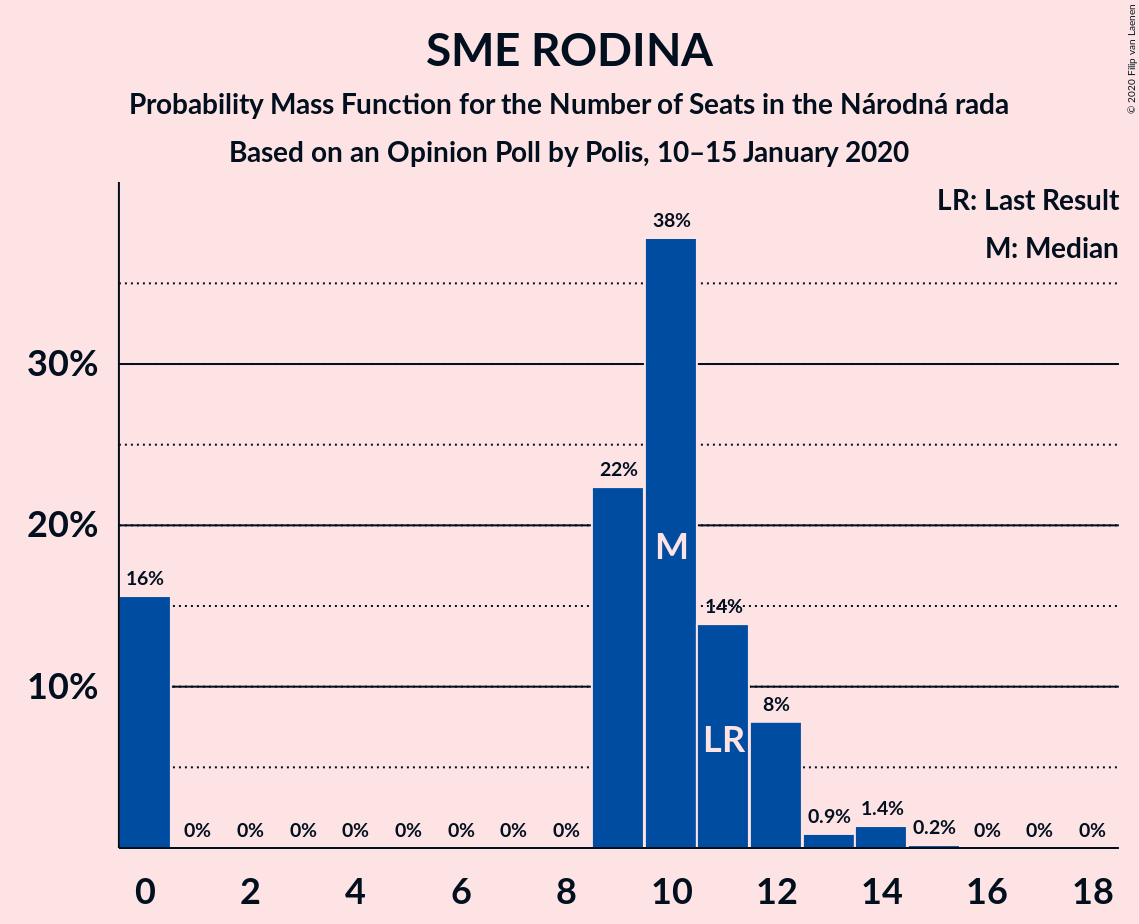 SME RODINA
Probability Mass Function for the Number of Seats in the Národná rada
Based on an Opinion Poll by Polis, 10–15 January 2020
© 2020 Filip van Laenen
LR: Last Result
M: Median
38%
30%
22%
20%
M
16%
14%
10%
8%
LR
0% 0% 0% 0% 0% 0% 0% 0% 0.9% 1.4% 0.2% 0% 0% 0%
0 2 4 6 8 10 12 14 16 18